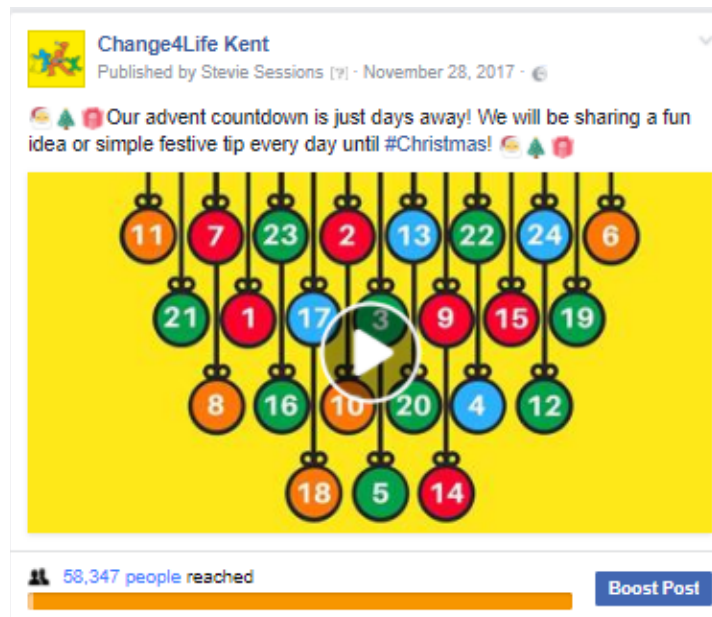 Change4Life Kent
Published by Stevie Sessions [?] · November 28, 2017 ·
Our advent countdown is just days away! We will be sharing a fun
idea or simple festive tip every day until #Christmas!
11 7 23 2 13 22 24 6
21 1 17 3 9 15 19
8 16 10 20 4 12
18 5 14
58,347 people reached
Boost Post